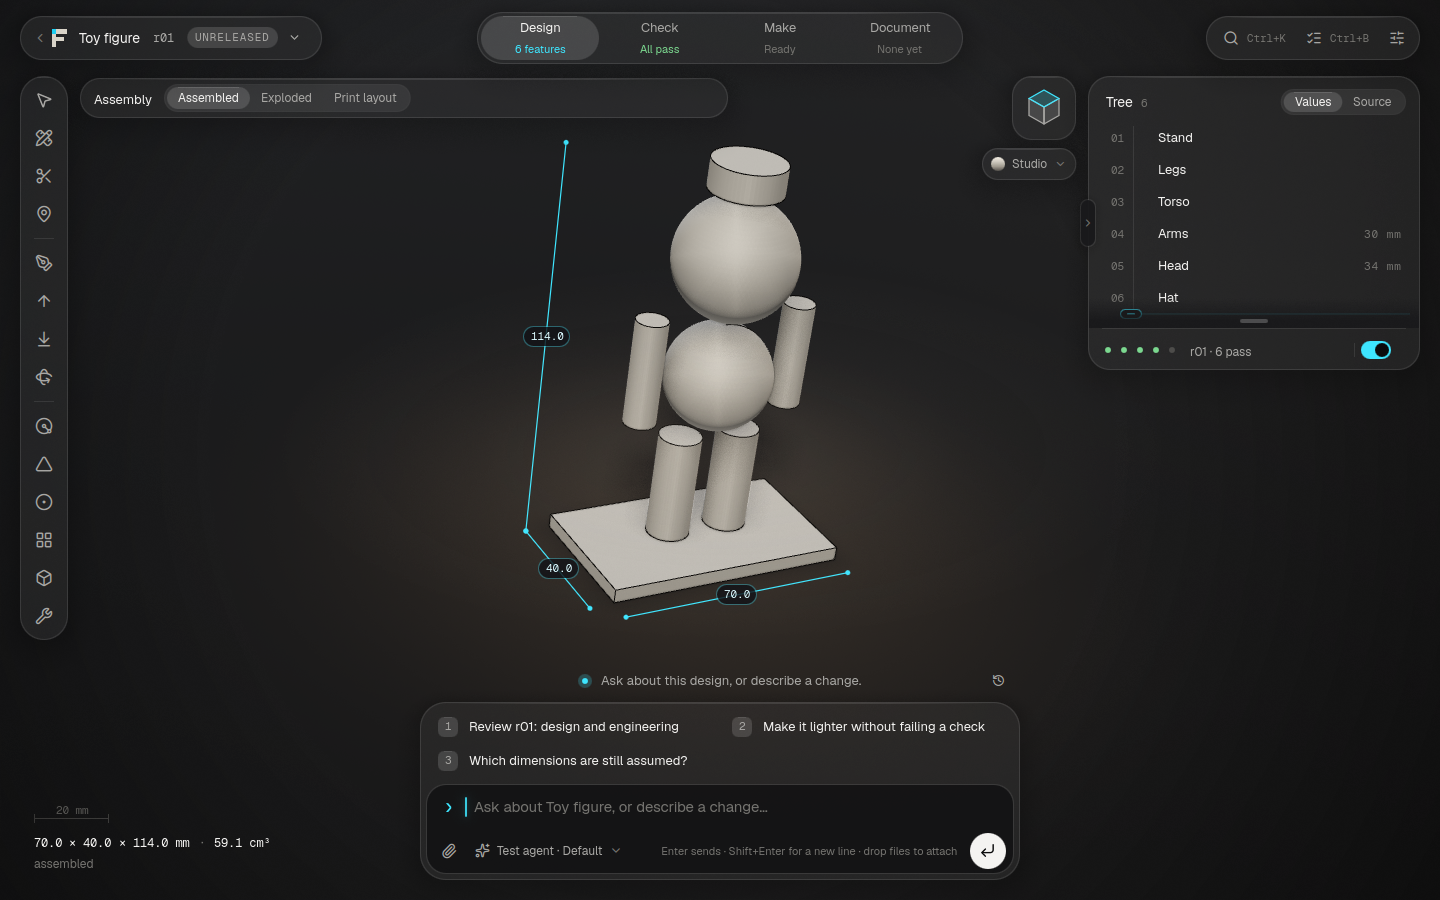 Toy figure r01 UNRELEASED
Design
6 features
Check
All pass
Make
Ready
Document
None yet
Ctrl+K Ctrl+B
Assembly Assembled Exploded Print layout
Studio
Tree 6 Values Source
01 Stand
02 Legs
03 Torso
04 Arms 30 mm
05 Head 34 mm
06 Hat
r01 · 6 pass
114.0
40.0
70.0
Ask about this design, or describe a change.
1 Review r01: design and engineering
2 Make it lighter without failing a check
3 Which dimensions are still assumed?
Ask about Toy figure, or describe a change…
Test agent · Default
Enter sends · Shift+Enter for a new line · drop files to attach
20 mm
70.0 × 40.0 × 114.0 mm · 59.1 cm³
assembled